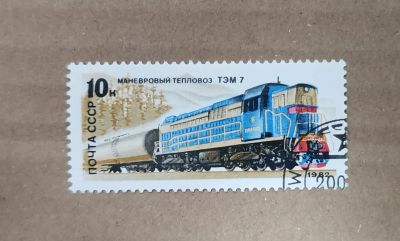 10к
МАНЕВРОВЫЙ ТЕПЛОВОЗ ТЭМ 7
ПОЧТА СССР
1982